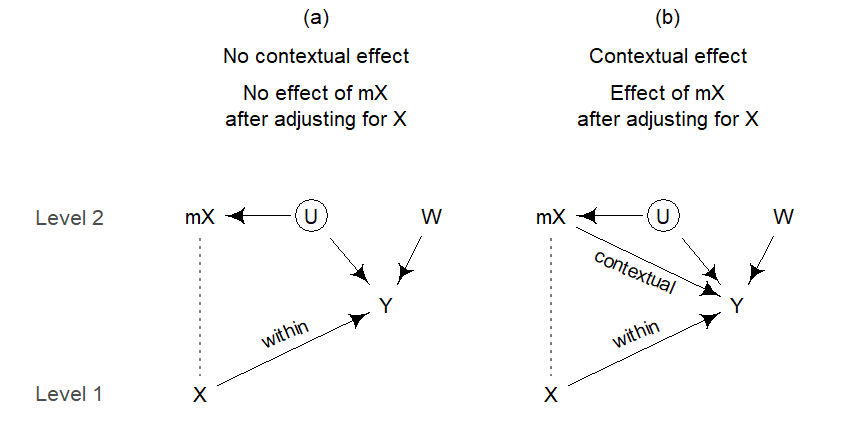 (a)
No contextual effect
No effect of mX
after adjusting for X
(b)
Contextual effect
Effect of mX
after adjusting for X
Level 2
mX
U
W
Y
within
Level 1
X
mX
U
W
contextual
Y
within
X